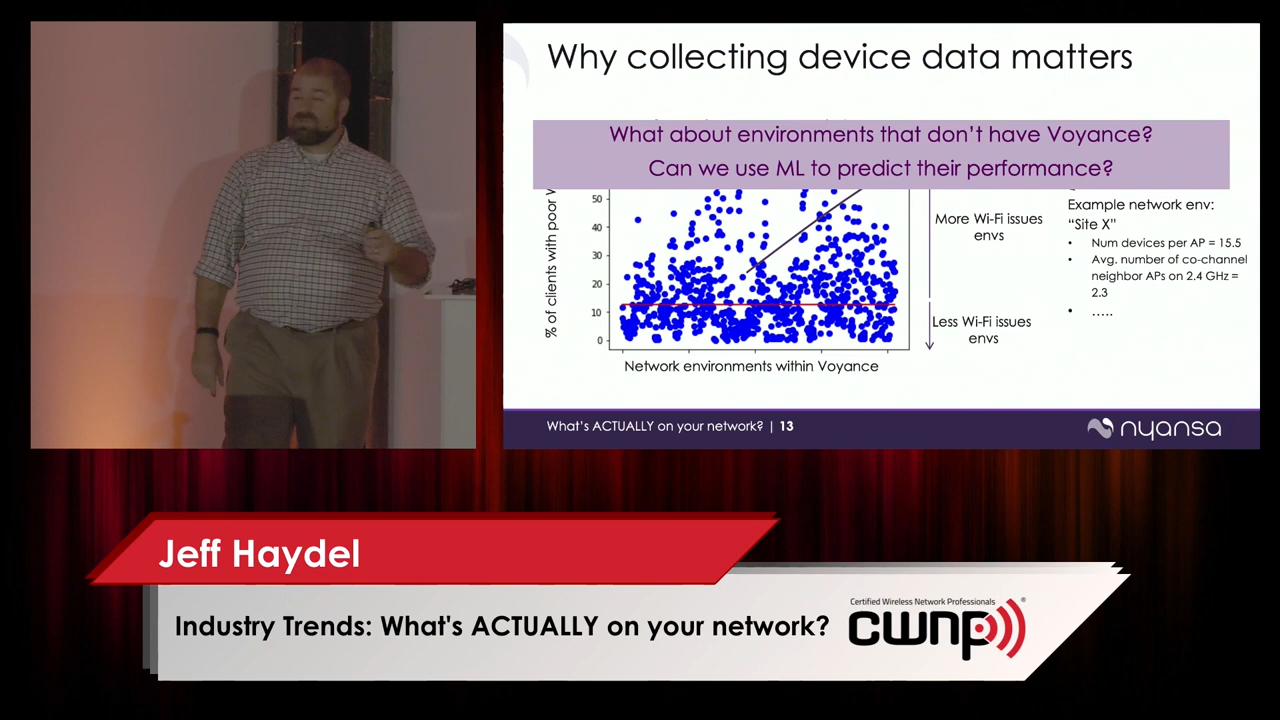 Why collecting device data matters
What about environments that don't have Voyance?
Can we use ML to predict their performance?
% of clients with poor
50
40
30
20
10
0
Network environments within Voyance
More Wi-Fi issues
envs
Less Wi-Fi issues
envs
Example network env:
“Site X”
• Num devices per AP = 15.5
• Avg. number of co-channel
neighbor APs on 2.4 GHz =
2.3
• .....
What's ACTUALLY on your network? | 13
nyansa
Jeff Haydel
Industry Trends: What's ACTUALLY on your network?
Certified Wireless Network Professionals
cwnp®